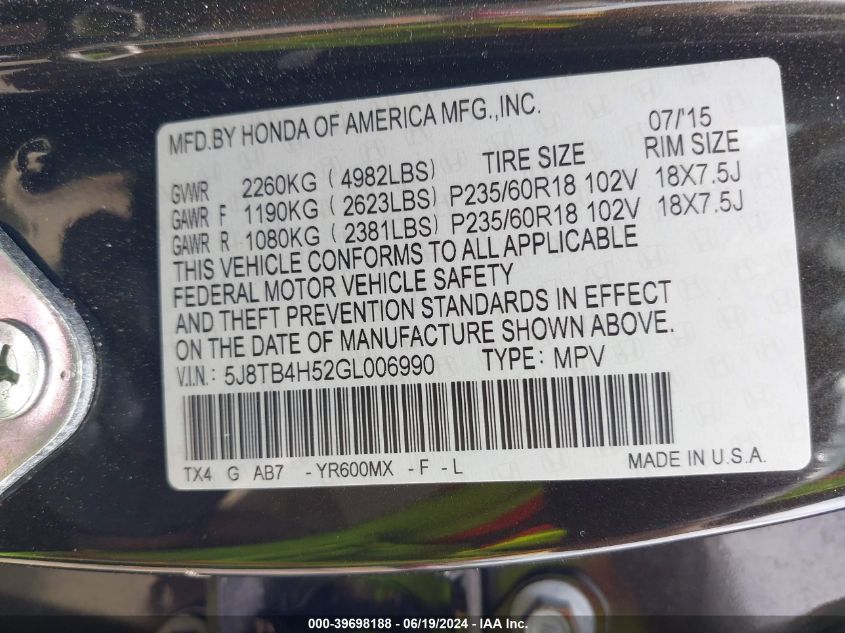 MFD.BY HONDA OF AMERICA MFG.,INC. 07/'15
TIRE SIZE RIM SIZE
GVWR 2260KG (4982LBS)
GAWR F 1190KG (2623LBS) P235/60R18 102V 18X7.5J
GAWR R 1080KG (2381LBS) P235/60R18 102V 18X7.5J
THIS VEHICLE CONFORMS TO ALL APPLICABLE
FEDERAL MOTOR VEHICLE SAFETY
AND THEFT PREVENTION STANDARDS IN EFFECT
ON THE DATE OF MANUFACTURE SHOWN ABOVE.
V.I.N.: 5J8TB4H52GL006990 TYPE: MPV
TX4 G AB7 -YR600MX -F -L MADE IN U.S.A.
000-39698188 - 06/19/2024 - IAA Inc.